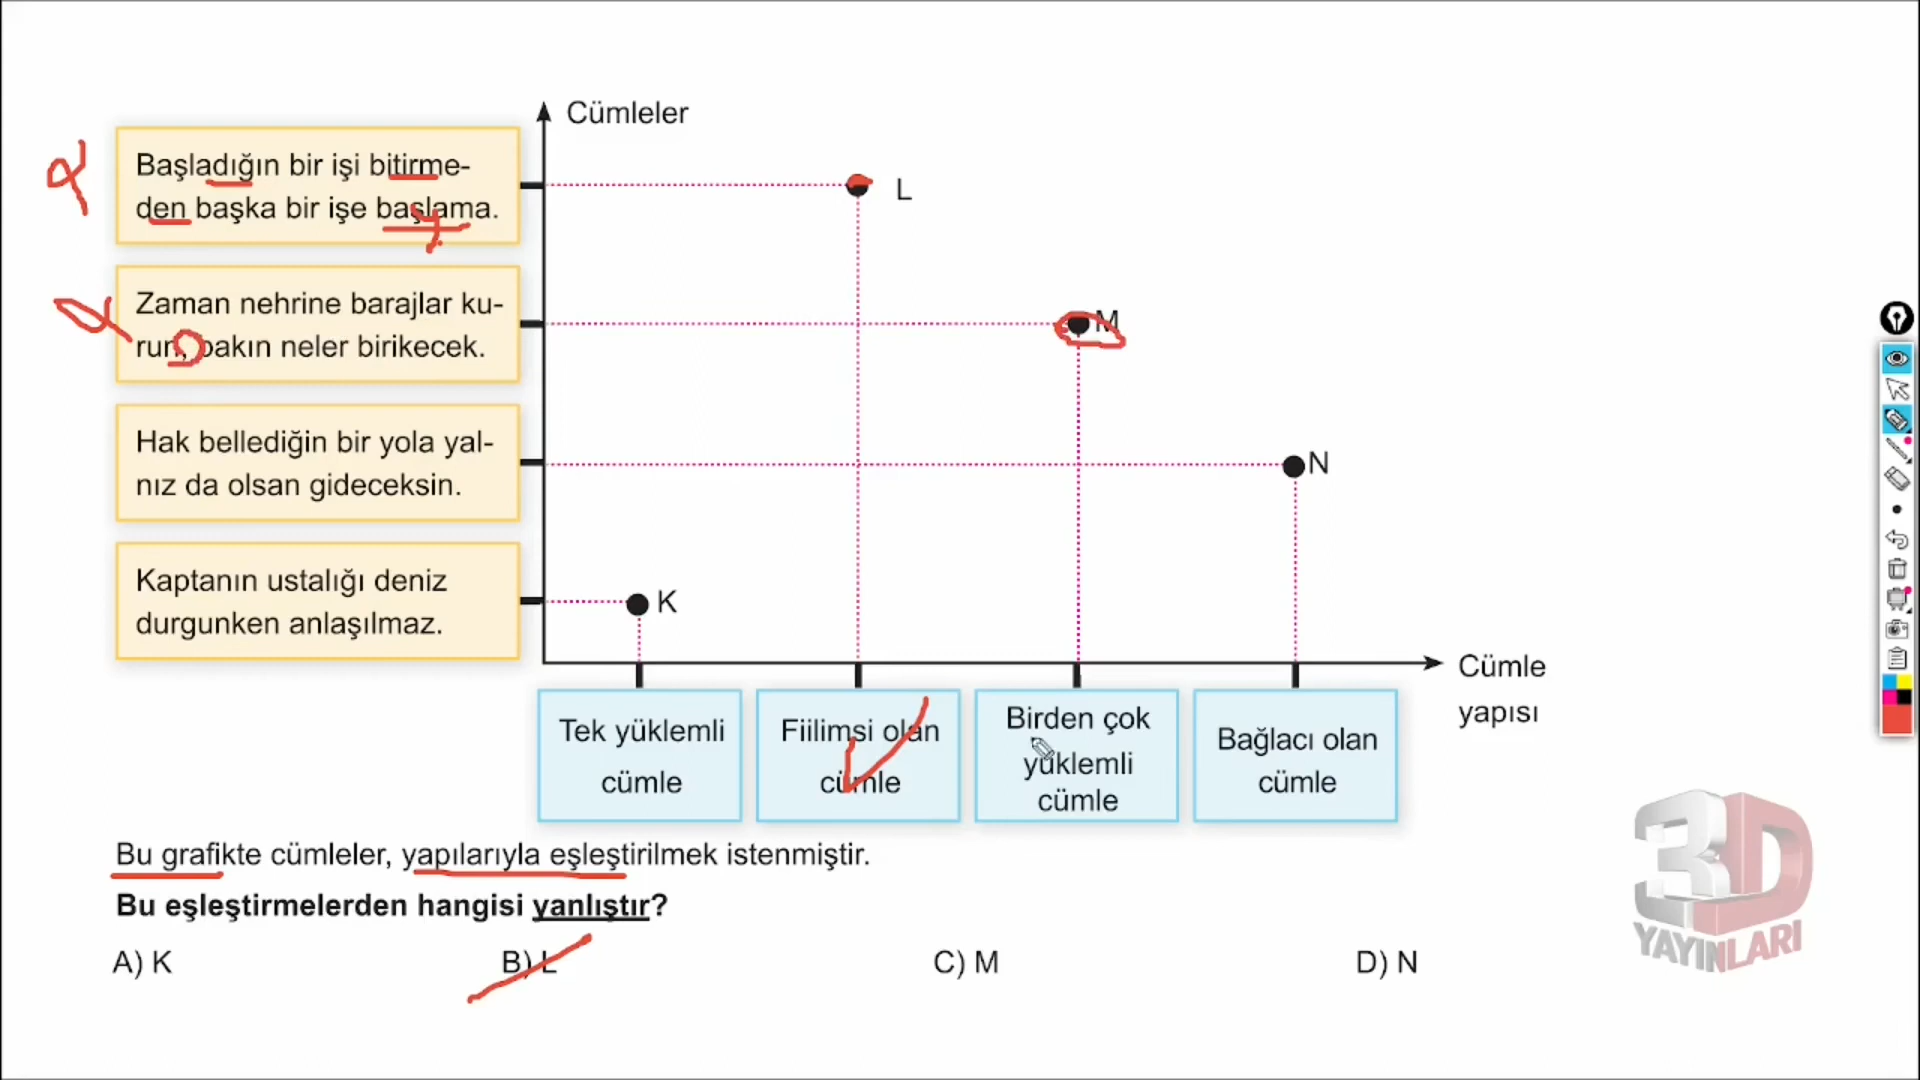 Cümleler
Başladığın bir işi bitirme-
den başka bir işe başlama.
L
Zaman nehrine barajlar ku-
run, bakın neler birikecek.
M
Hak bellediğin bir yola yal-
nız da olsan gideceksin.
N
Kaptanın ustalığı deniz
durgunken anlaşılmaz.
K
Cümle
yapısı
Tek yüklemli
cümle
Fiilimsi olan
cümle
Birden çok
yüklemli
cümle
Bağlacı olan
cümle
Bu grafikte cümleler, yapılarıyla eşleştirilmek istenmiştir.
Bu eşleştirmelerden hangisi yanlıştır?
A) K
B) L
C) M
D) N
3D
YAYINLARI